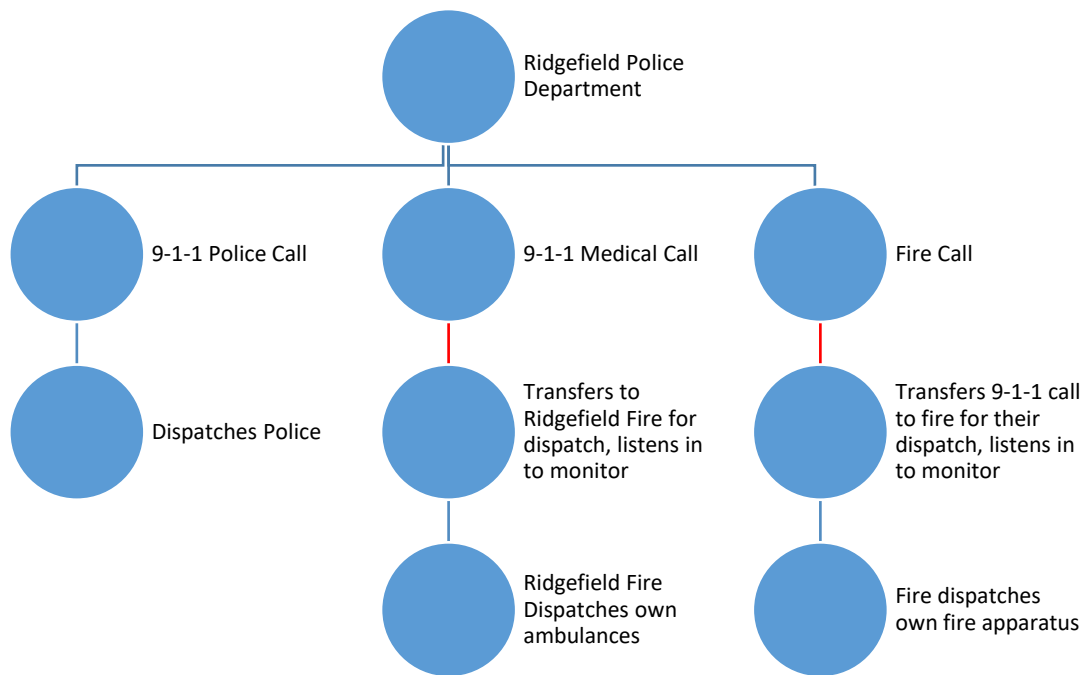 Ridgefield Police
Department
9-1-1 Police Call
9-1-1 Medical Call
Fire Call
Dispatches Police
Transfers to
Ridgefield Fire for
dispatch, listens in
to monitor
Transfers 9-1-1 call
to fire for their
dispatch, listens in
to monitor
Ridgefield Fire
Dispatches own
ambulances
Fire dispatches
own fire apparatus